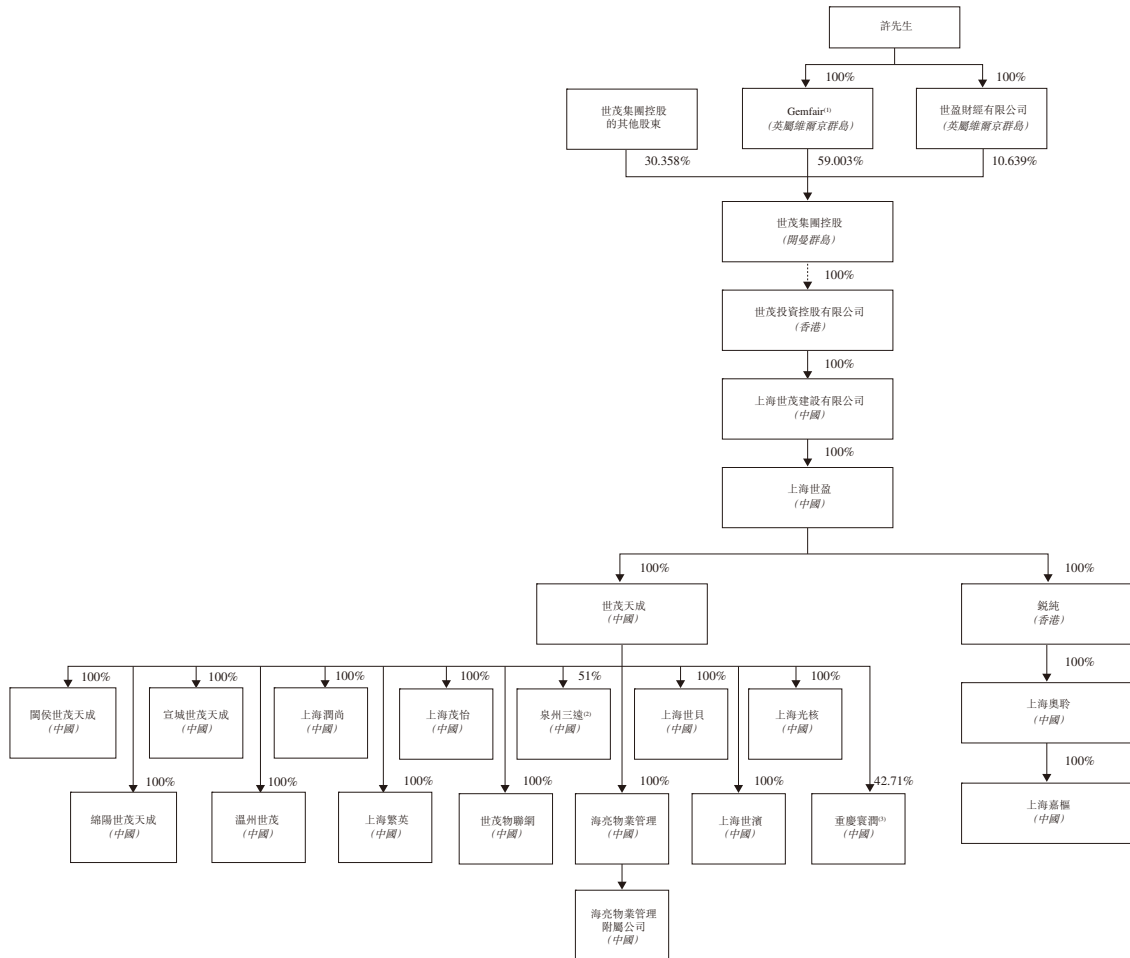 許先生
100%
100%
世茂集團控股
的其他股東
Gemfair(1)
(英屬維爾京群島)
世盈財經有限公司
(英屬維爾京群島)
30.358%
59.003%
10.639%
世茂集團控股
(開曼群島)
100%
世茂投資控股有限公司
(香港)
100%
上海世茂建設有限公司
(中國)
100%
上海世盈
(中國)
100%
100%
世茂天成
(中國)
銳純
(香港)
100%
100%
100%
100%
51%
100%
100%
100%
閩侯世茂天成
(中國)
宣城世茂天成
(中國)
上海潤尚
(中國)
上海茂怡
(中國)
泉州三遠(2)
(中國)
上海世貝
(中國)
上海光核
(中國)
上海奧聆
(中國)
100%
100%
100%
100%
100%
100%
42.71%
100%
綿陽世茂天成
(中國)
溫州世茂
(中國)
上海繁英
(中國)
世茂物聯網
(中國)
海亮物業管理
(中國)
上海世濱
(中國)
重慶寰潤(3)
(中國)
上海嘉樞
(中國)
海亮物業管理
附屬公司
(中國)